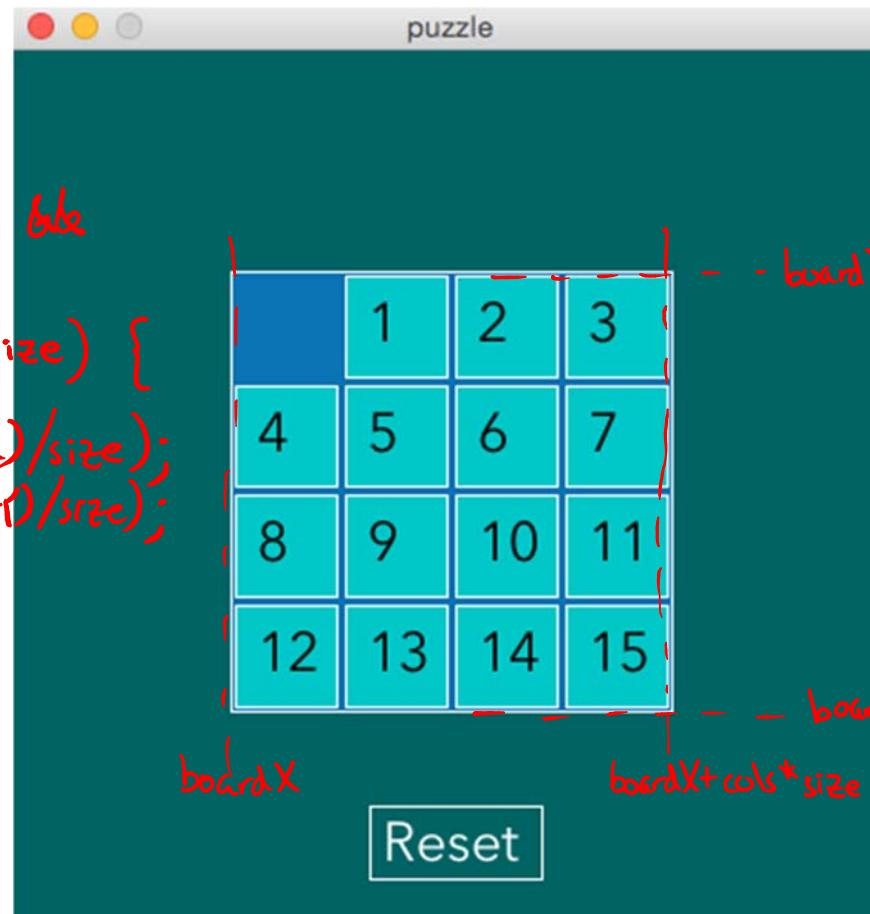 puzzle
board
1 2 3
ize) {
4 5 6 7
)/size);
)/size);
8 9 10 11
12 13 14 15
boardX
boardX+cols*size
Reset